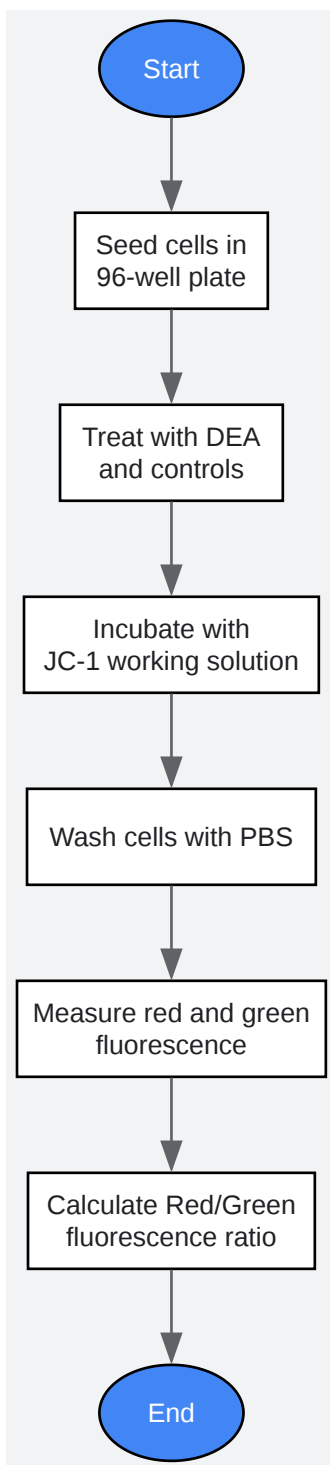 Start
Seed cells in
96-well plate
Treat with DEA
and controls
Incubate with
JC-1 working solution
Wash cells with PBS
Measure red and green
fluorescence
Calculate Red/Green
fluorescence ratio
End